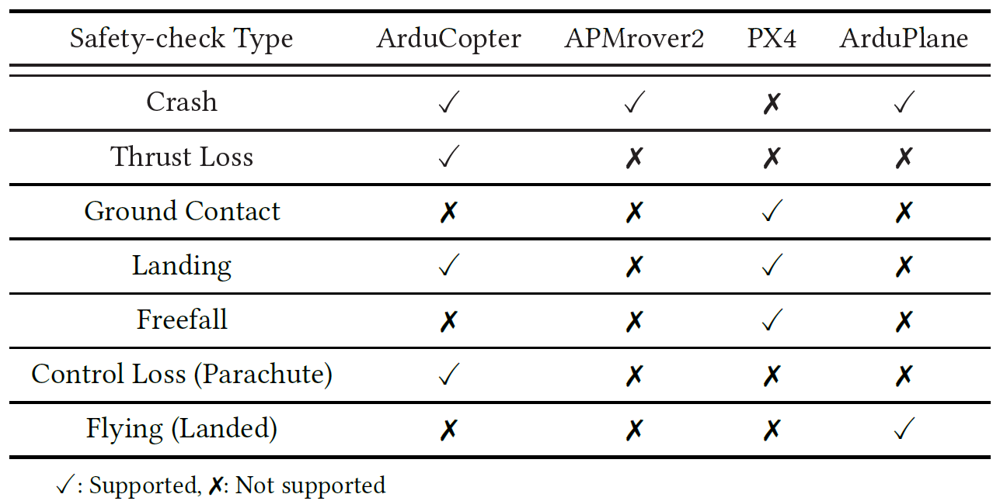 Safety-check Type ArduCopter APMrover2 PX4 ArduPlane
Crash ✓ ✓ ✗ ✓
Thrust Loss ✓ ✗ ✗ ✗
Ground Contact ✗ ✗ ✓ ✗
Landing ✓ ✗ ✓ ✗
Freefall ✗ ✗ ✓ ✗
Control Loss (Parachute) ✓ ✗ ✗ ✗
Flying (Landed) ✗ ✗ ✗ ✓
✓: Supported, ✗: Not supported